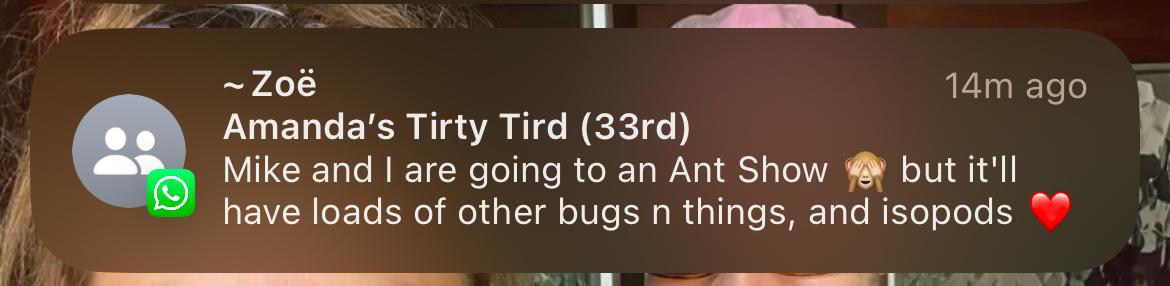 ~ Zoë
14m ago
Amanda’s Tirty Tird (33rd)
Mike and I are going to an Ant Show 🙈 but it'll
have loads of other bugs n things, and isopods ❤️